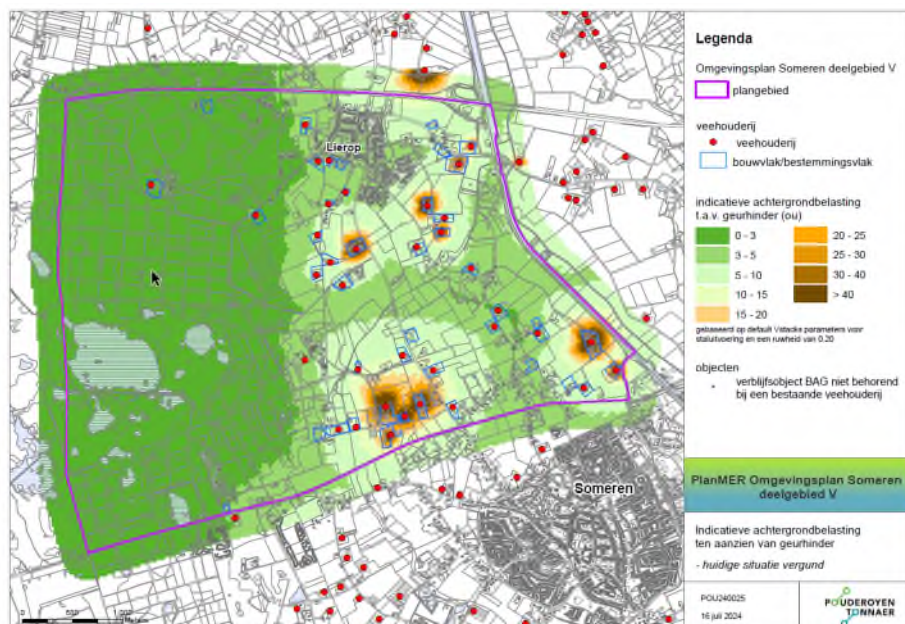 Lierop
Someren
Legenda
Omgevingsplan Someren deelgebied V
plangebied
veehouderij
veehouderij
bouwvlak/bestemmingsvlak
indicatieve achtergrondbelasting
t.a.v. geurhinder (ou)
0 - 3
3 - 5
5 - 10
10 - 15
15 - 20
20 - 25
25 - 30
30 - 40
> 40
gebaseerd op default Vstacks parameters voor
staluitvoering en een ruwheid van 0.20
objecten
verblijfsobject BAG niet behorend
bij een bestaande veehouderij
PlanMER Omgevingsplan Someren
deelgebied V
Indicatieve achtergrondbelasting
ten aanzien van geurhinder
- huidige situatie vergund
POU240025
16 juli 2024
POUDEROYEN
TONNAER